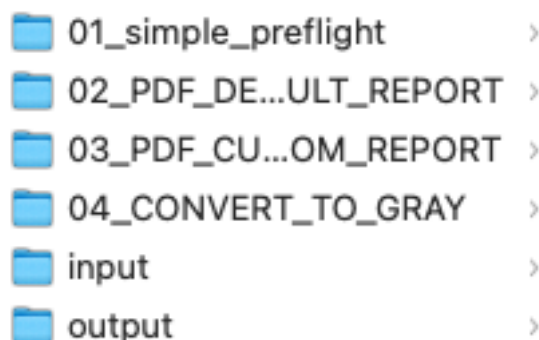 01_simple_preflight
02_PDF_DE...ULT_REPORT
03_PDF_CU...OM_REPORT
04_CONVERT_TO_GRAY
input
output